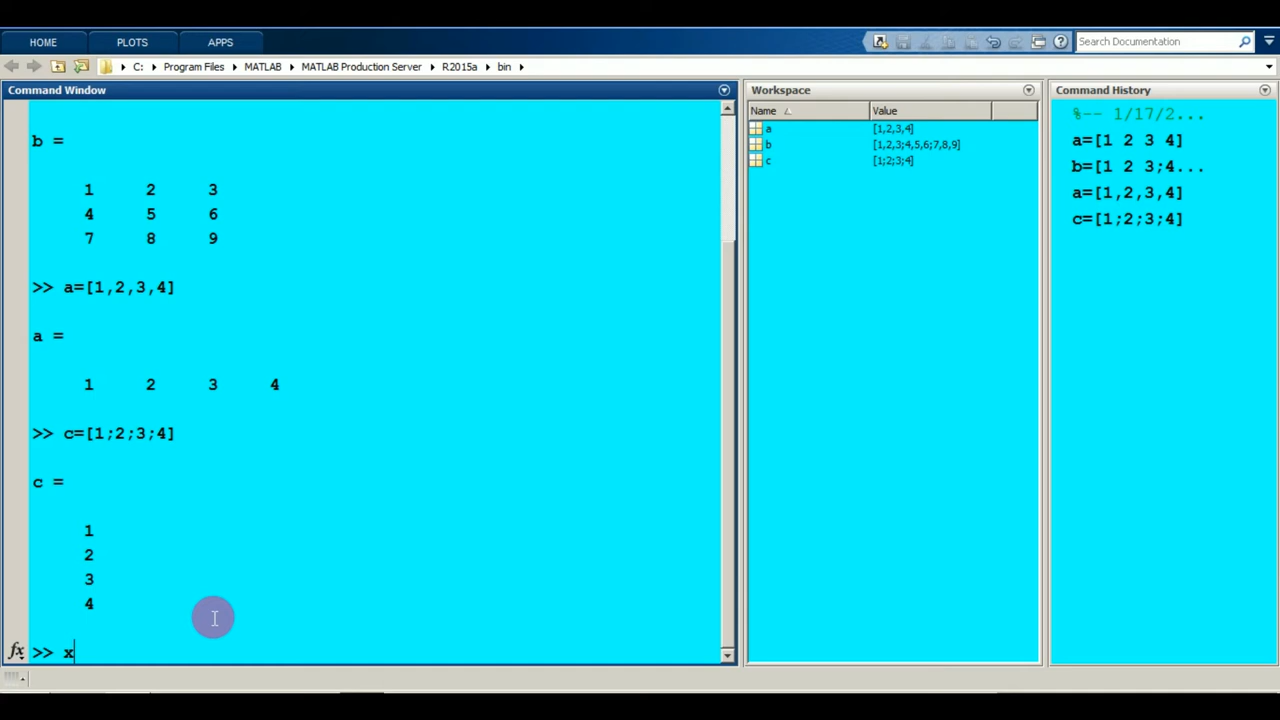 HOME PLOTS APPS Search Documentation
C: Program Files MATLAB MATLAB Production Server R2015a bin
Command Window
b =
1 2 3
4 5 6
7 8 9
>> a=[1,2,3,4]
a =
1 2 3 4
>> c=[1;2;3;4]
c =
1
2
3
4
fx >> x
Workspace
Name Value
a [1,2,3,4]
b [1,2,3;4,5,6;7,8,9]
c [1;2;3;4]
Command History
%-- 1/17/2...
a=[1 2 3 4]
b=[1 2 3;4...
a=[1,2,3,4]
c=[1;2;3;4]